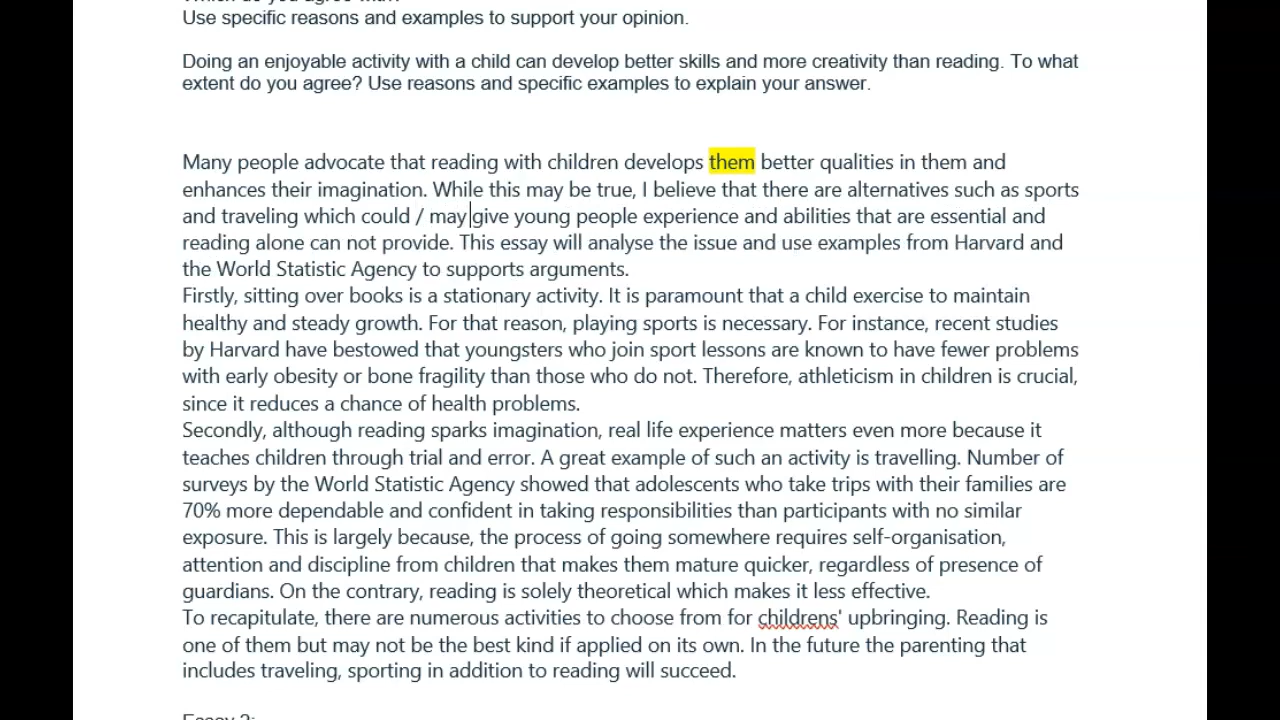 Which do you agree with?
Use specific reasons and examples to support your opinion.
Doing an enjoyable activity with a child can develop better skills and more creativity than reading. To what
extent do you agree? Use reasons and specific examples to explain your answer.
Many people advocate that reading with children develops them better qualities in them and
enhances their imagination. While this may be true, I believe that there are alternatives such as sports
and traveling which could / may give young people experience and abilities that are essential and
reading alone can not provide. This essay will analyse the issue and use examples from Harvard and
the World Statistic Agency to supports arguments.
Firstly, sitting over books is a stationary activity. It is paramount that a child exercise to maintain
healthy and steady growth. For that reason, playing sports is necessary. For instance, recent studies
by Harvard have bestowed that youngsters who join sport lessons are known to have fewer problems
with early obesity or bone fragility than those who do not. Therefore, athleticism in children is crucial,
since it reduces a chance of health problems.
Secondly, although reading sparks imagination, real life experience matters even more because it
teaches children through trial and error. A great example of such an activity is travelling. Number of
surveys by the World Statistic Agency showed that adolescents who take trips with their families are
70% more dependable and confident in taking responsibilities than participants with no similar
exposure. This is largely because, the process of going somewhere requires self-organisation,
attention and discipline from children that makes them mature quicker, regardless of presence of
guardians. On the contrary, reading is solely theoretical which makes it less effective.
To recapitulate, there are numerous activities to choose from for childrens' upbringing. Reading is
one of them but may not be the best kind if applied on its own. In the future the parenting that
includes traveling, sporting in addition to reading will succeed.
Essay 2: